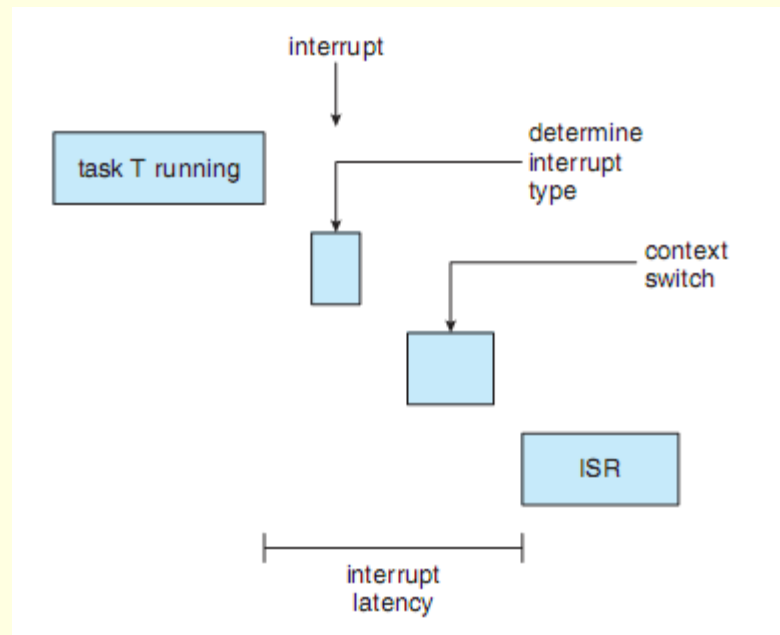 interrupt
task T running
determine
interrupt
type
context
switch
ISR
interrupt
latency